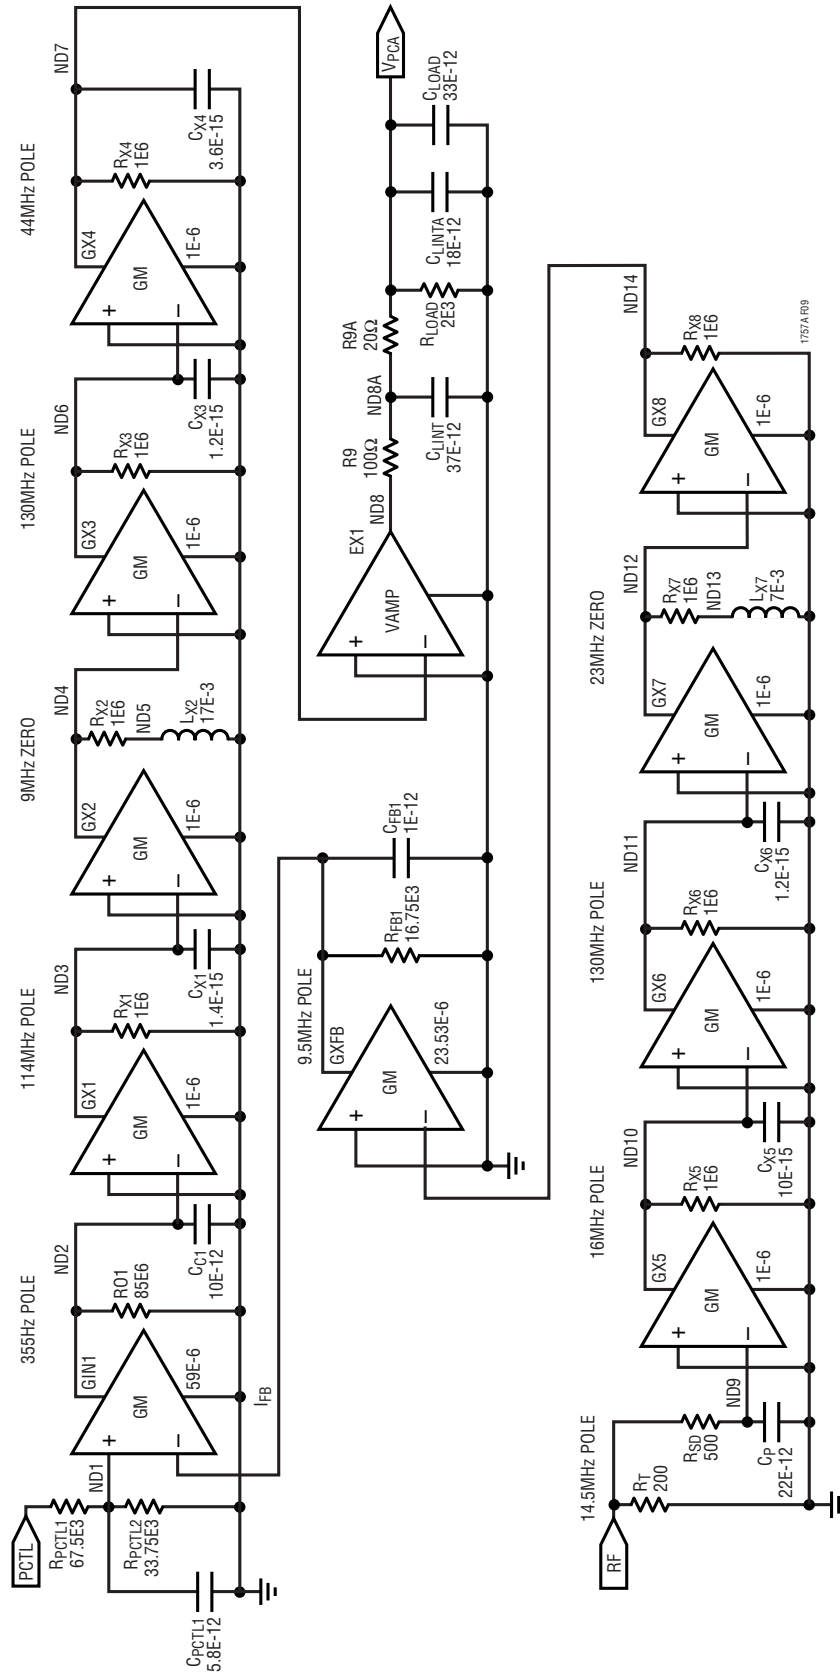 355Hz POLE
114MHz POLE
9MHz ZERO
130MHz POLE
44MHz POLE
PCTL
RPCTL1
67.5E3
RPCTL2
33.75E3
CPCTL1
5.8E-12
ND1
+
−
GM
GIN1
59E-6
RO1
85E6
ND2
CC1
10E-12
+
−
GM
GX1
1E-6
RX1
1E6
ND3
CX1
1.4E-15
+
−
GM
GX2
1E-6
ND4
RX2
1E6
ND5
LX2
17E-3
+
−
GM
GX3
1E-6
RX3
1E6
ND6
CX3
1.2E-15
+
−
GM
GX4
1E-6
RX4
1E6
ND7
CX4
3.6E-15
IFB
9.5MHz POLE
+
−
GM
GXFB
23.53E-6
RFB1
16.75E3
CFB1
1E-12
+
−
VAMP
EX1
ND8
R9
100Ω
ND8A
R9A
20Ω
CLINT
37E-12
RLOAD
2E3
CLINTA
18E-12
CLOAD
33E-12
VPCA
14.5MHz POLE
16MHz POLE
130MHz POLE
23MHz ZERO
RF
RT
200
RSD
500
ND9
CP
22E-12
+
−
GM
GX5
1E-6
RX5
1E6
ND10
CX5
10E-15
+
−
GM
GX6
1E-6
RX6
1E6
ND11
CX6
1.2E-15
+
−
GM
GX7
1E-6
ND12
RX7
1E6
ND13
LX7
7E-3
+
−
GM
GX8
1E-6
RX8
1E6
ND14
1757A F09